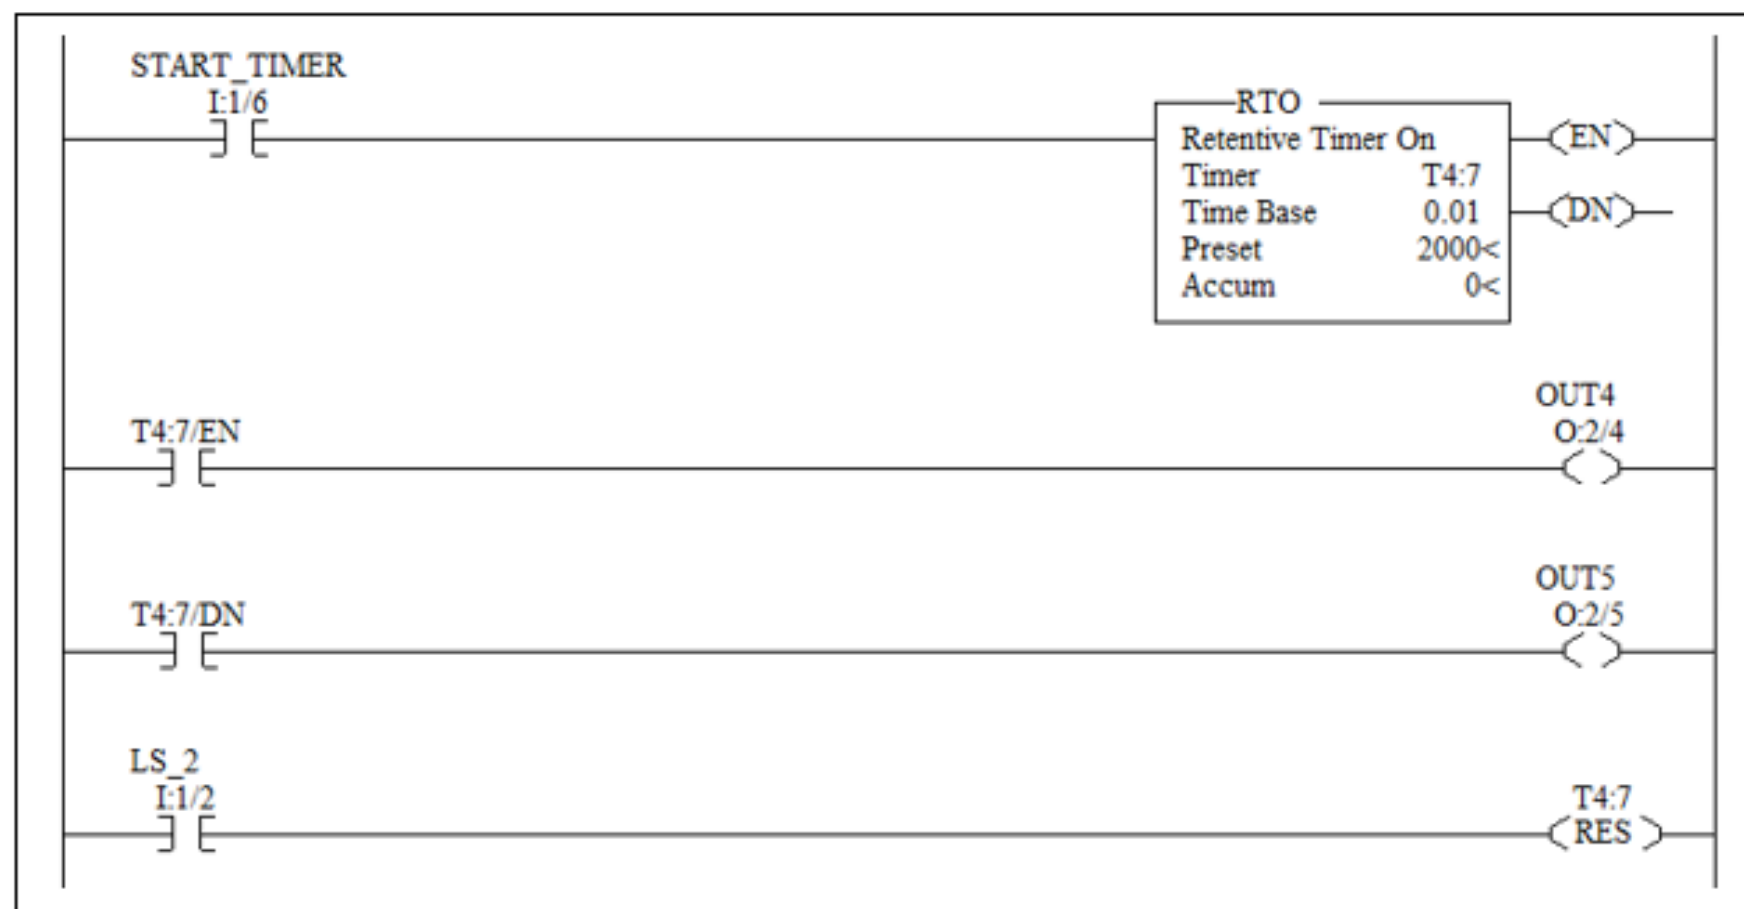 START_TIMER
I:1/6
RTO
Retentive Timer On
Timer T4:7
Time Base 0.01
Preset 2000<
Accum 0<
EN
DN
OUT4
T4:7/EN O:2/4
OUT5
T4:7/DN O:2/5
LS_2
I:1/2 T4:7
RES